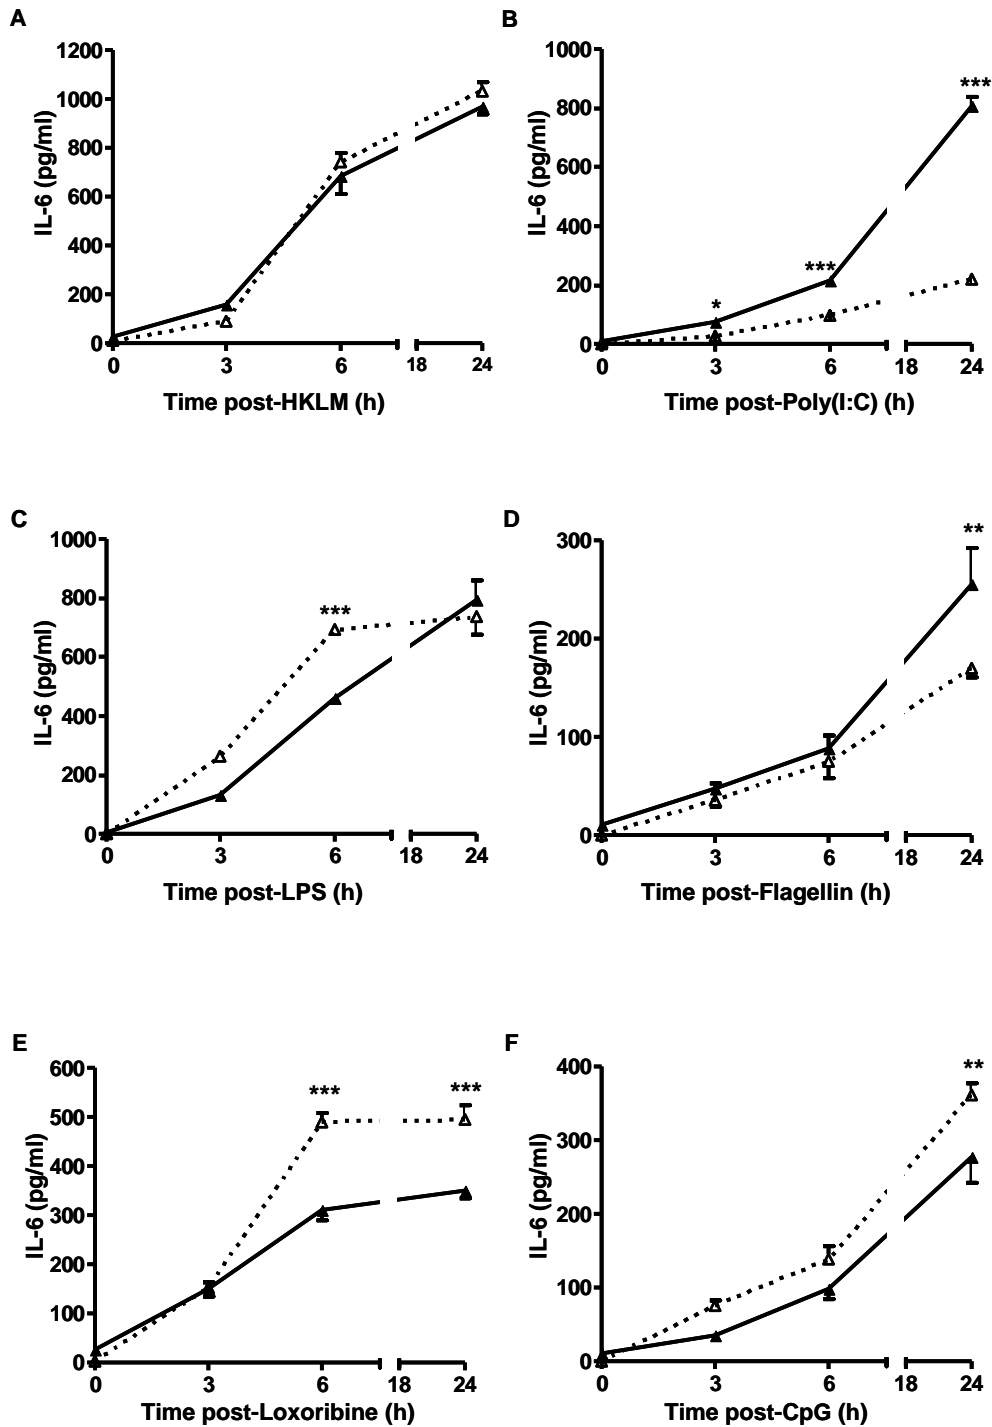 A
1200
1000
800
600
400
200
0
IL-6 (pg/ml)
0 3 6 18 24
Time post-HKLM (h)
B
1000
800
600
400
200
0
IL-6 (pg/ml)
* *** ***
0 3 6 18 24
Time post-Poly(I:C) (h)
C
1000
800
600
400
200
0
IL-6 (pg/ml)
***
0 3 6 18 24
Time post-LPS (h)
D
300
200
100
0
IL-6 (pg/ml)
**
0 3 6 18 24
Time post-Flagellin (h)
E
600
500
400
300
200
100
0
IL-6 (pg/ml)
*** ***
0 3 6 18 24
Time post-Loxoribine (h)
F
400
300
200
100
0
IL-6 (pg/ml)
**
0 3 6 18 24
Time post-CpG (h)